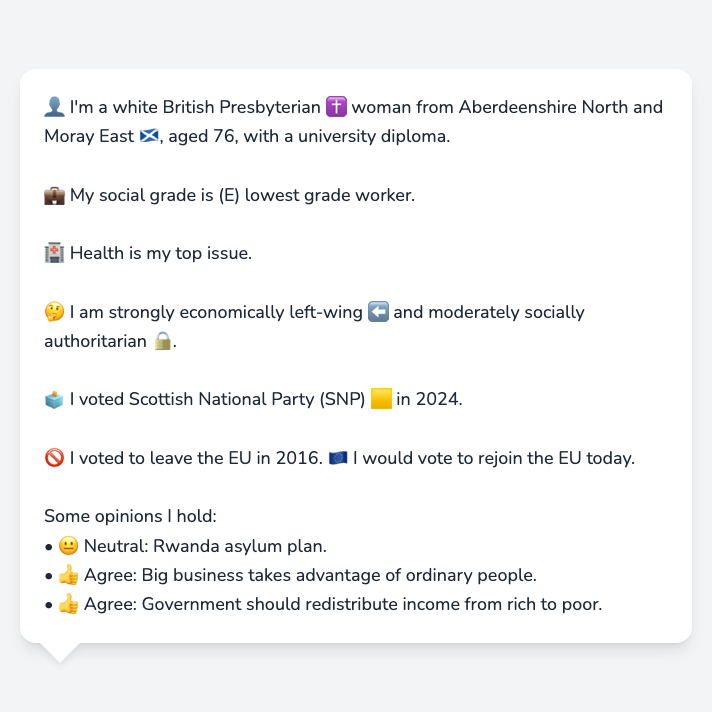 👤 I'm a white British Presbyterian ✝️ woman from Aberdeenshire North and
Moray East 🏴󠁧󠁢󠁳󠁣󠁴󠁿, aged 76, with a university diploma.
💼 My social grade is (E) lowest grade worker.
🏥 Health is my top issue.
🤔 I am strongly economically left-wing ⬅️ and moderately socially
authoritarian 🔒.
🗳️ I voted Scottish National Party (SNP) 🟨 in 2024.
🚫 I voted to leave the EU in 2016. 🇪🇺 I would vote to rejoin the EU today.
Some opinions I hold:
• 😐 Neutral: Rwanda asylum plan.
• 👍 Agree: Big business takes advantage of ordinary people.
• 👍 Agree: Government should redistribute income from rich to poor.